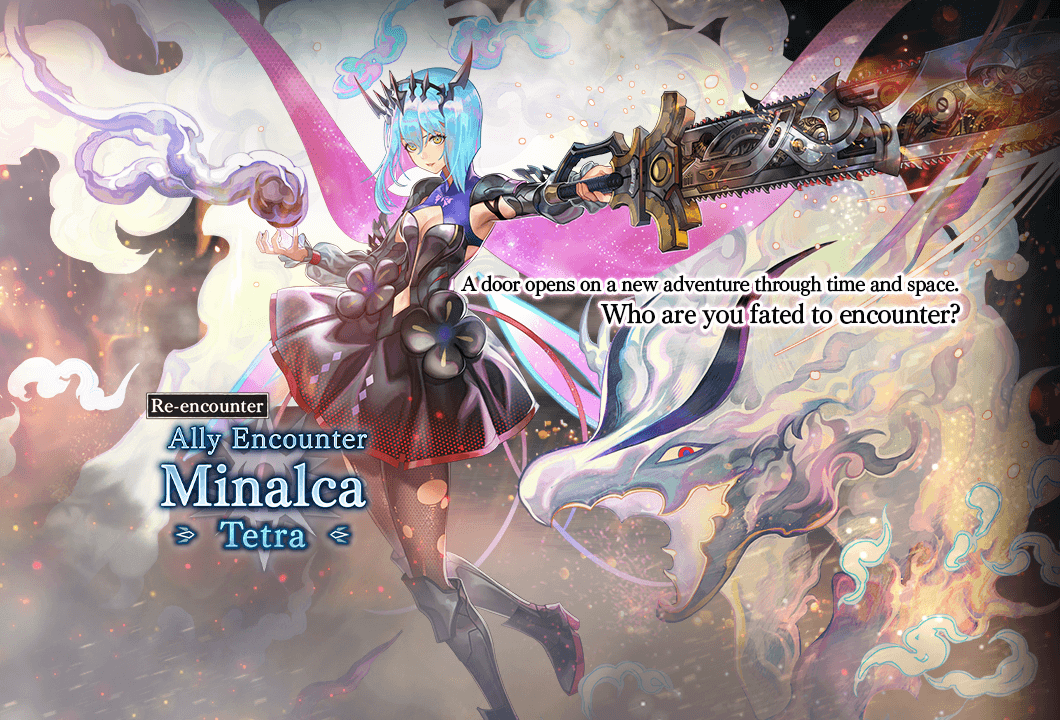 A door opens on a new adventure through time and space.
Who are you fated to encounter?
Re-encounter
Ally Encounter
Minalca
Tetra